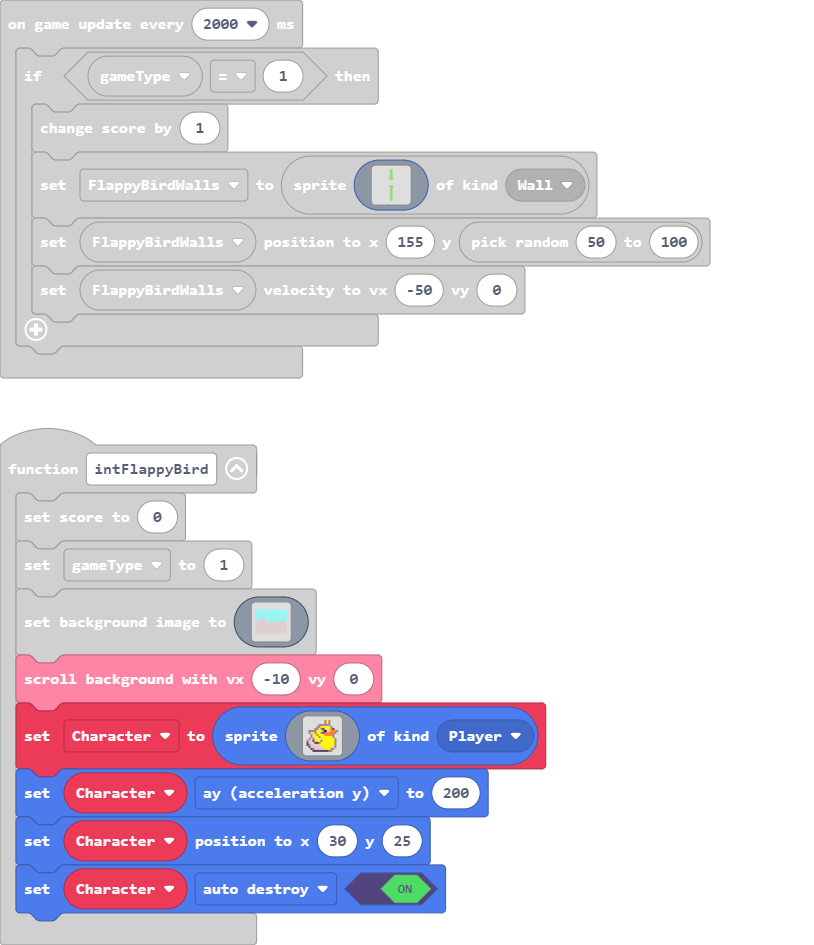 on game update every 2000 ms
if gameType = 1 then
change score by 1
set FlappyBirdWalls to sprite of kind Wall
set FlappyBirdWalls position to x 155 y pick random 50 to 100
set FlappyBirdWalls velocity to vx -50 vy 0
function intFlappyBird
set score to 0
set gameType to 1
set background image to
scroll background with vx -10 vy 0
set Character to sprite of kind Player
set Character ay (acceleration y) to 200
set Character position to x 30 y 25
set Character auto destroy ON